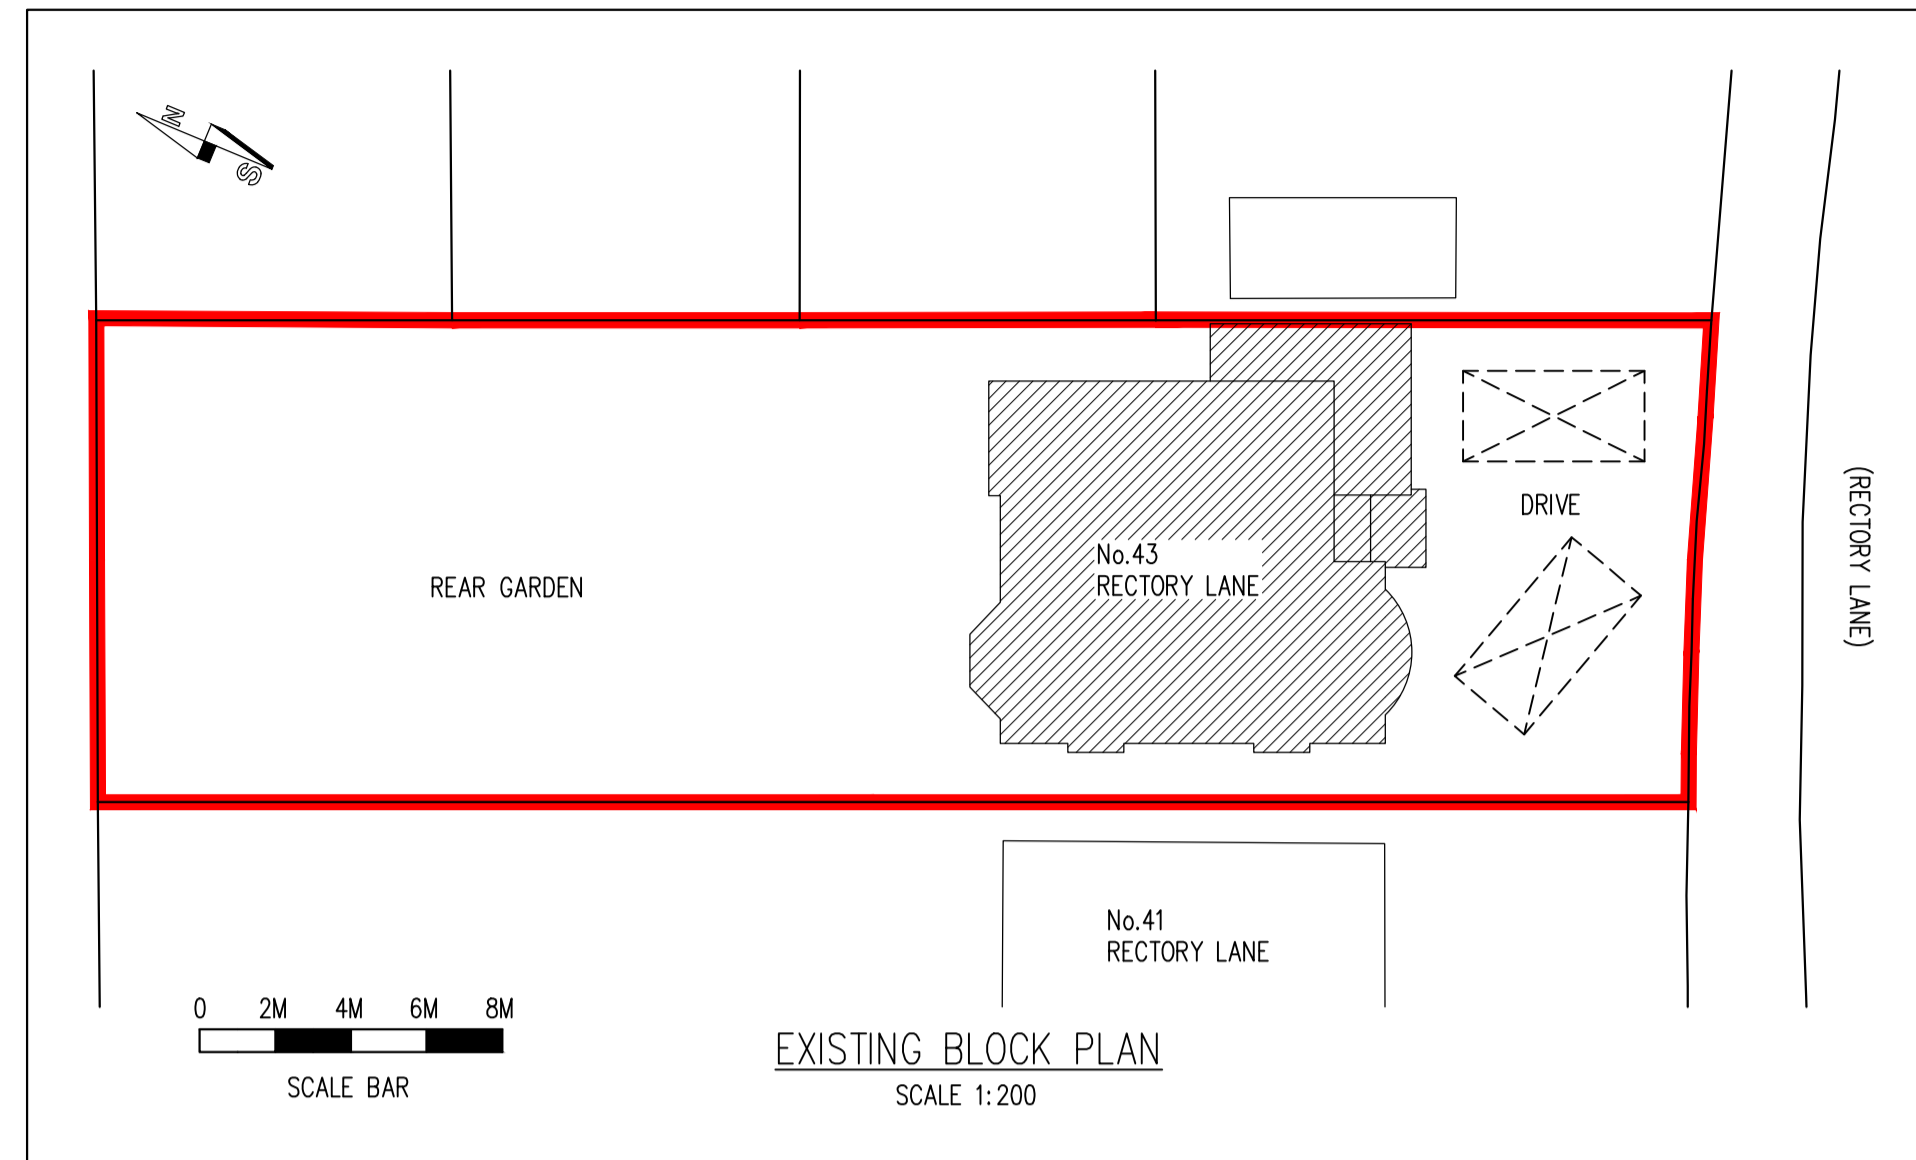 N
S
(RECTORY LANE)
DRIVE
No.43
RECTORY LANE
REAR GARDEN
No.41
RECTORY LANE
0 2M 4M 6M 8M
SCALE BAR
EXISTING BLOCK PLAN
SCALE 1:200